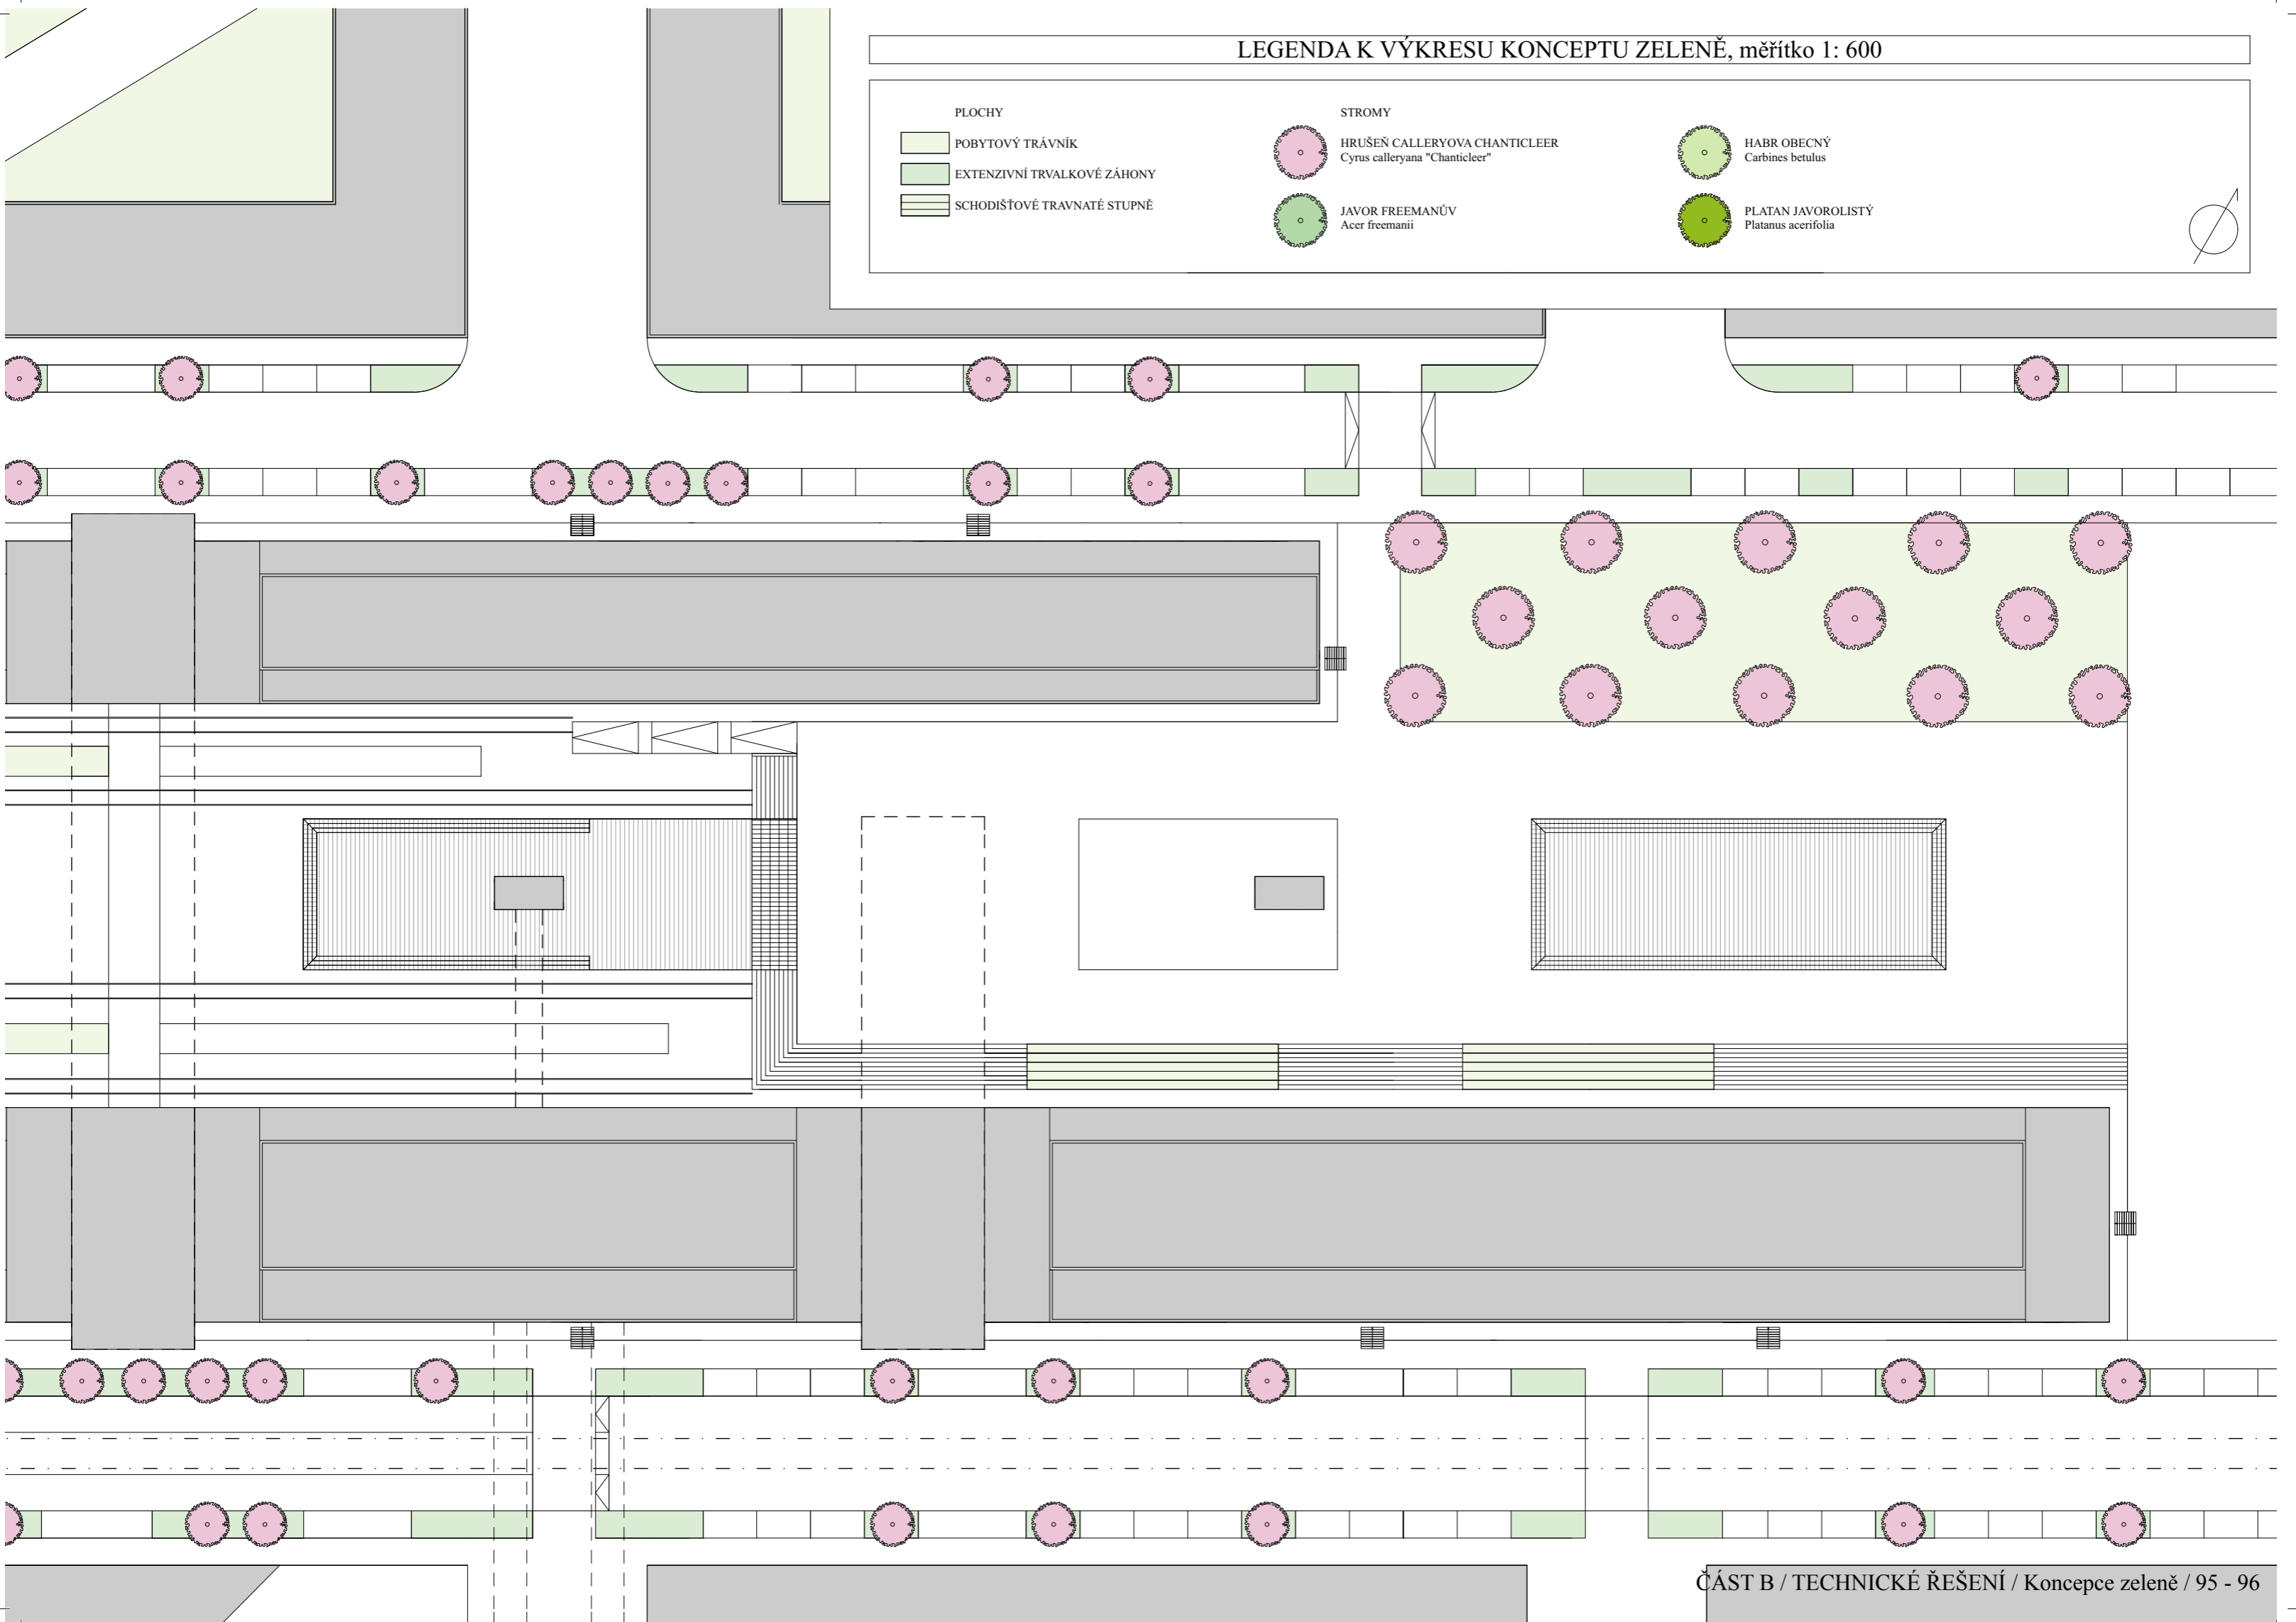 LEGENDA K VÝKRESU KONCEPTU ZELENĚ, měřítko 1: 600
PLOCHY
POBYTOVÝ TRÁVNÍK
EXTENZIVNÍ TRVALKOVÉ ZÁHONY
SCHODIŠŤOVÉ TRAVNATÉ STUPNĚ
STROMY
HRUŠEŇ CALLERYOVA CHANTICLEER
Cyrus calleryana "Chanticleer"
JAVOR FREEMANŮV
Acer freemanii
HABR OBECNÝ
Carbines betulus
PLATAN JAVOROLISTÝ
Platanus acerifolia
ČÁST B / TECHNICKÉ ŘEŠENÍ / Koncepce zeleně / 95 - 96